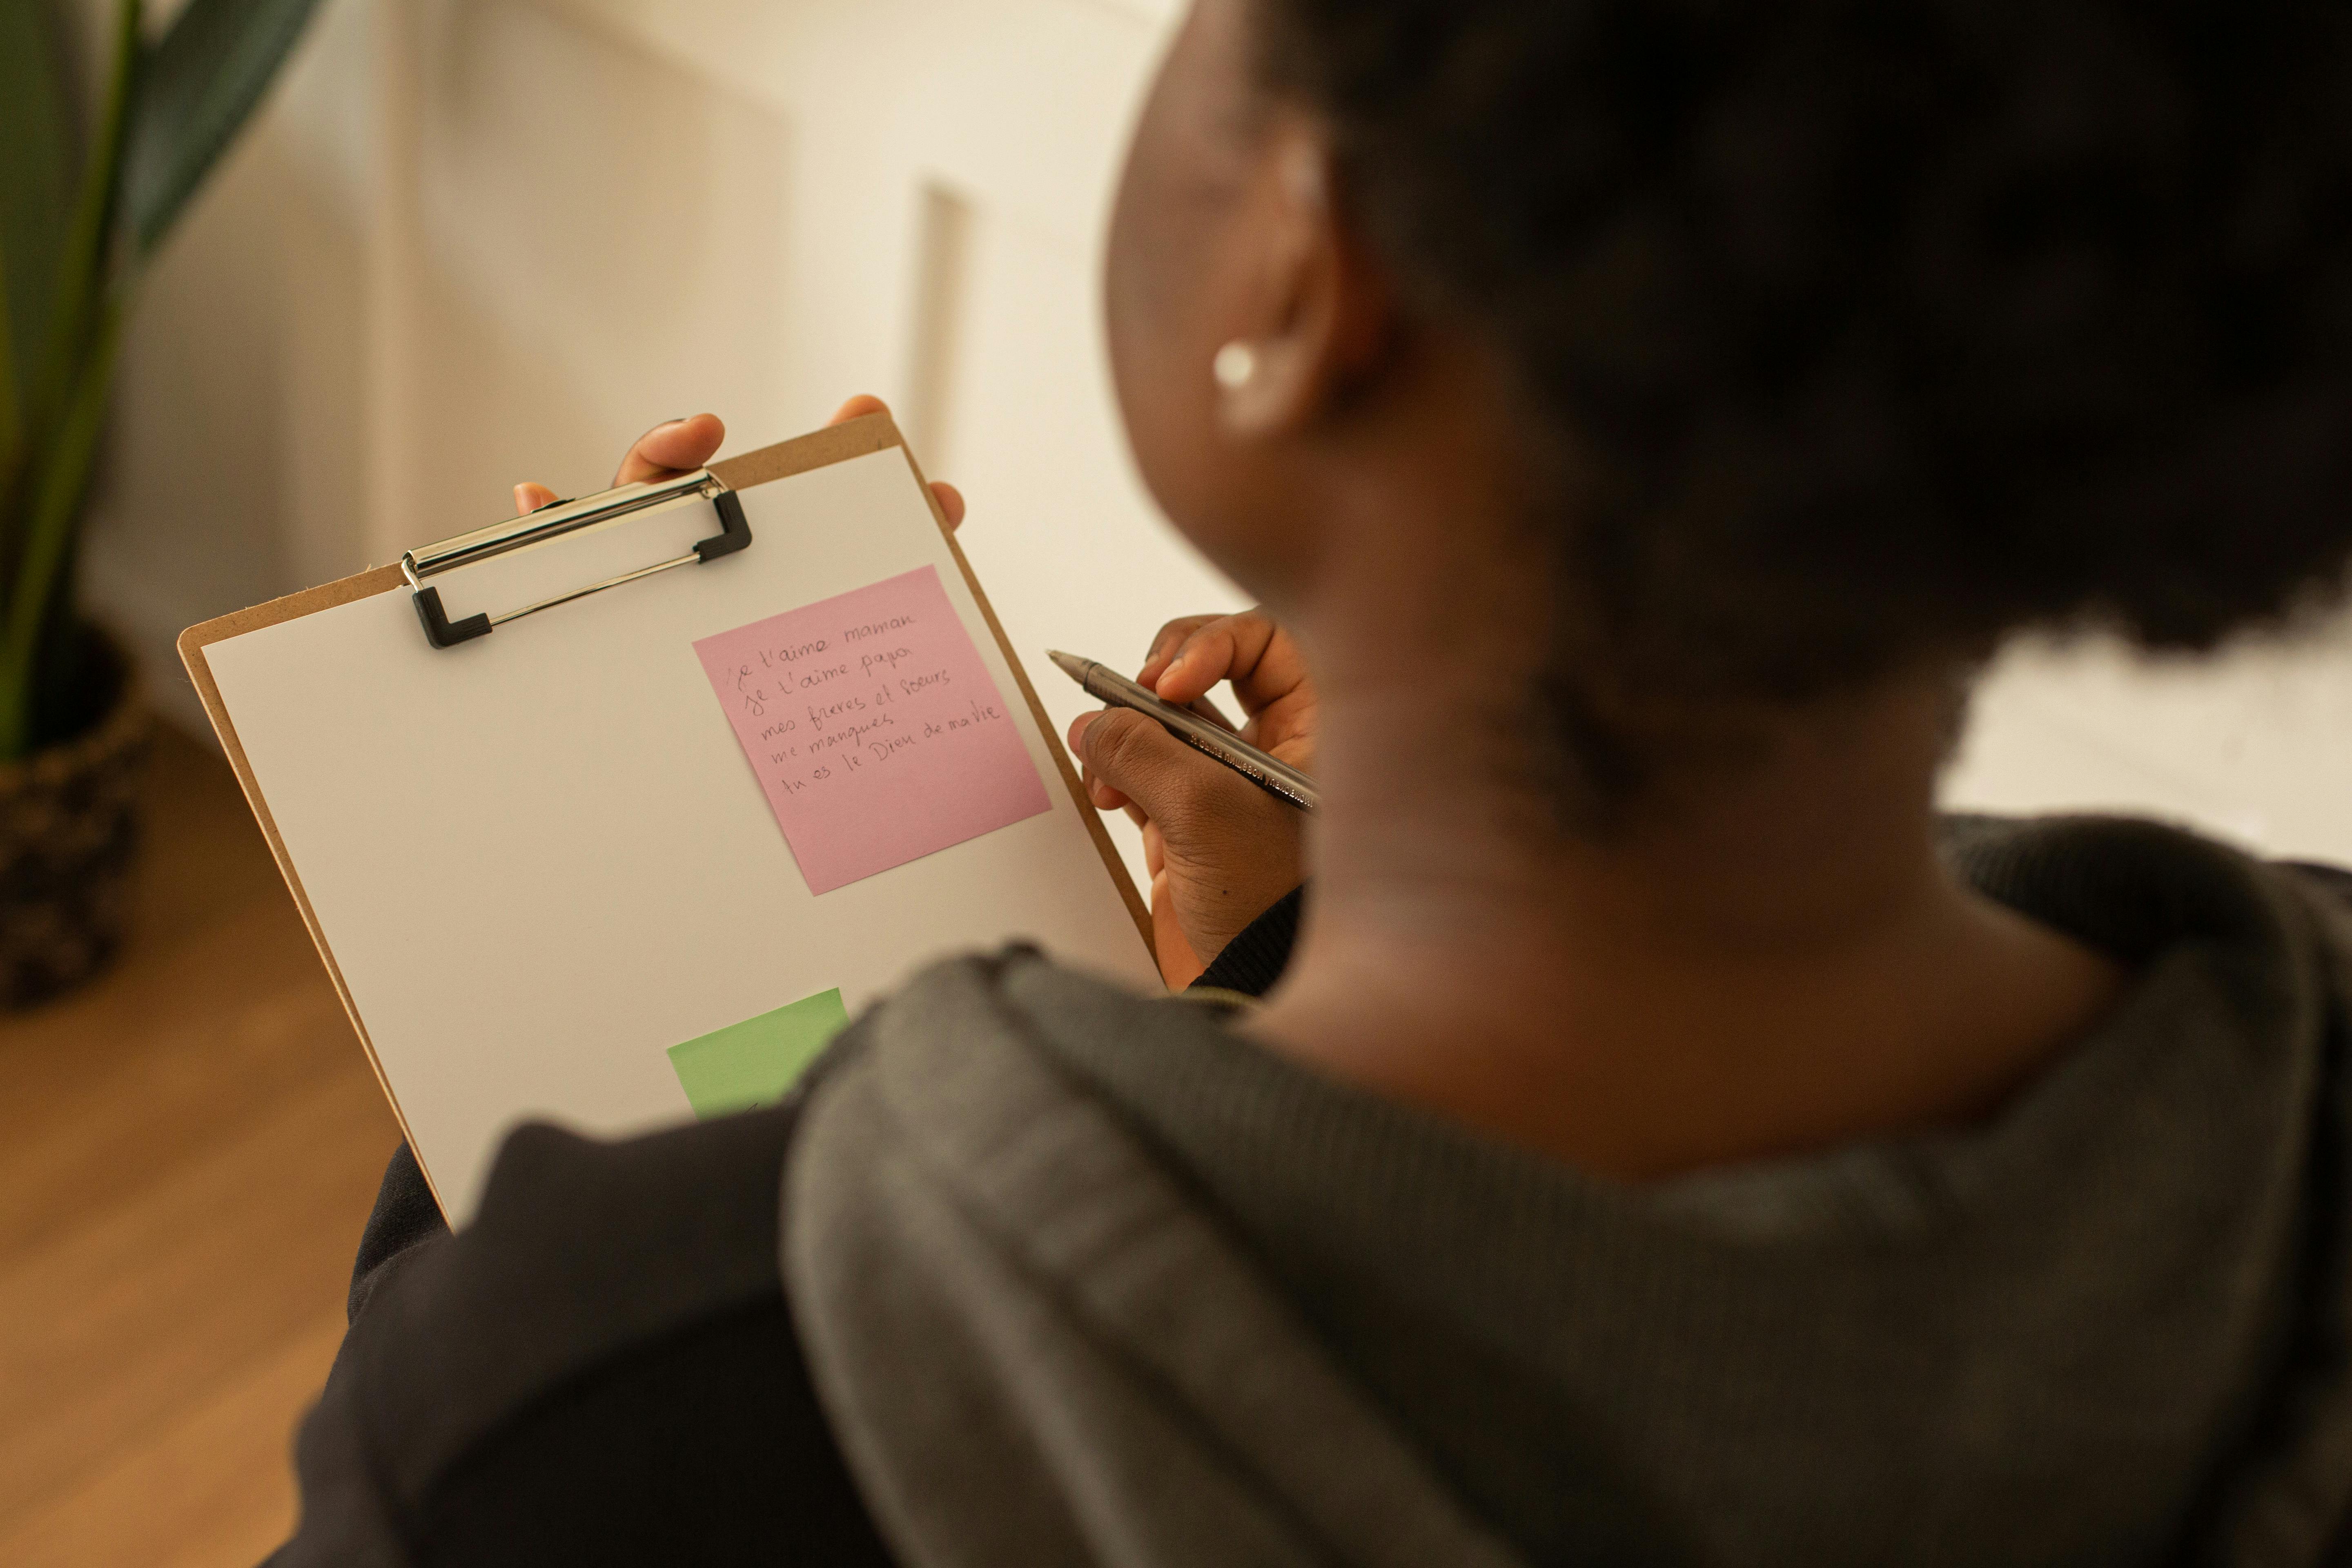 je t'aime maman
je t'aime papa
mes freres et soeurs
me manques
tu es le Dieu de ma vie